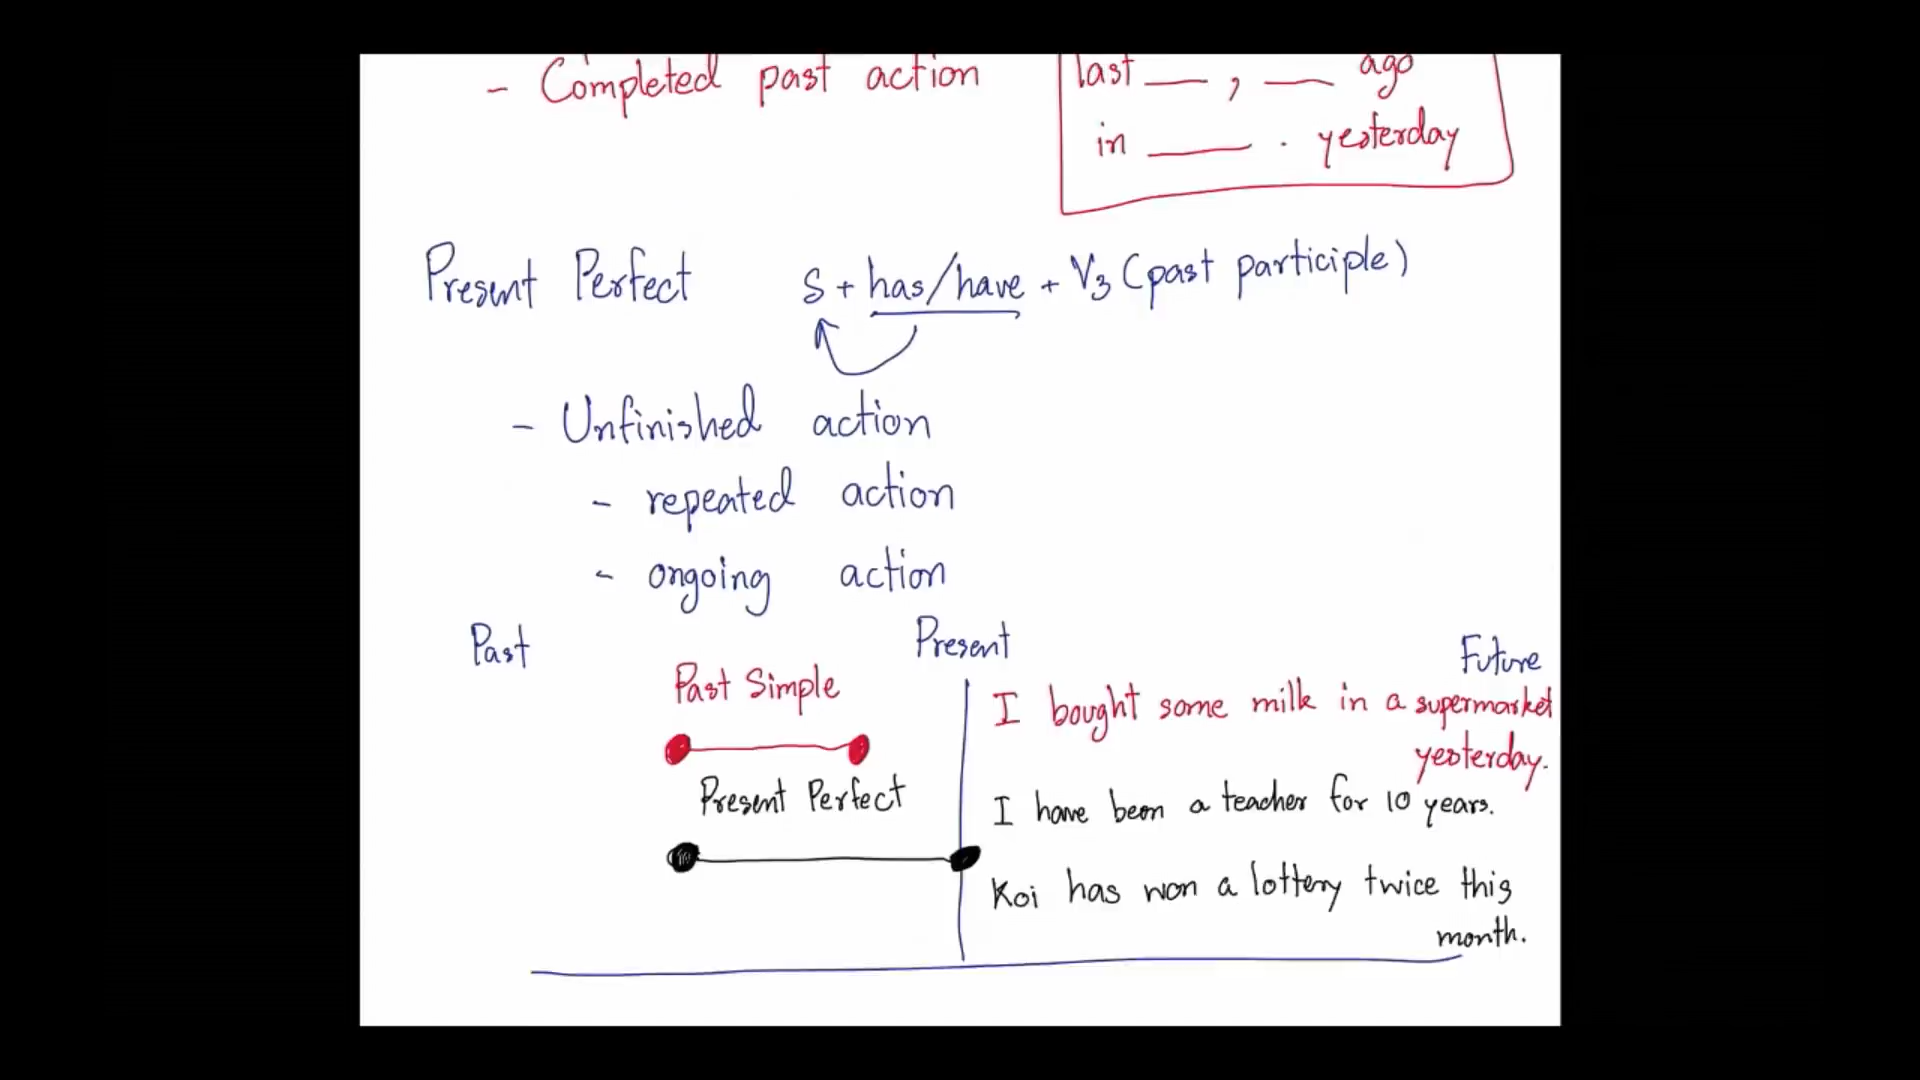 - Completed past action
last ___ , ___ ago
in ___ . yesterday
Present Perfect S + has/have + V3 (past participle)
- Unfinished action
- repeated action
- ongoing action
Past Present Future
Past Simple
I bought some milk in a supermarket
yesterday.
Present Perfect
I have been a teacher for 10 years.
Koi has won a lottery twice this
month.